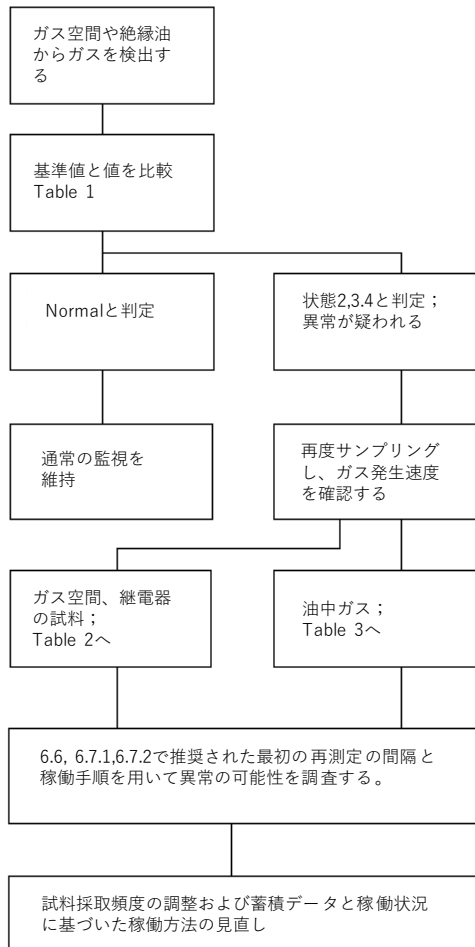 ガス空間や絶縁油
からガスを検出す
る
基準値と値を比較
Table 1
Normalと判定
状態2,3.4と判定；
異常が疑われる
通常の監視を
維持
再度サンプリング
し、ガス発生速度
を確認する
ガス空間、継電器
の試料；
Table 2へ
油中ガス；
Table 3へ
6.6, 6.7.1,6.7.2で推奨された最初の再測定の間隔と
稼働手順を用いて異常の可能性を調査する。
試料採取頻度の調整および蓄積データと稼働状況
に基づいた稼働方法の見直し